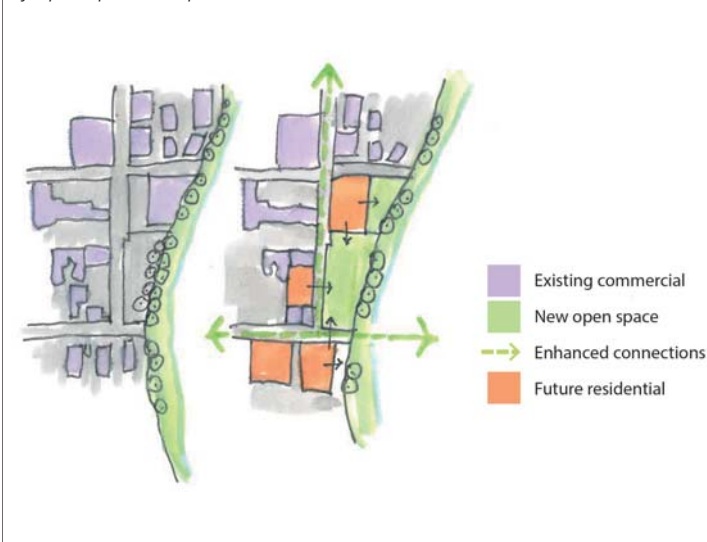 Existing commercial
New open space
Enhanced connections
Future residential